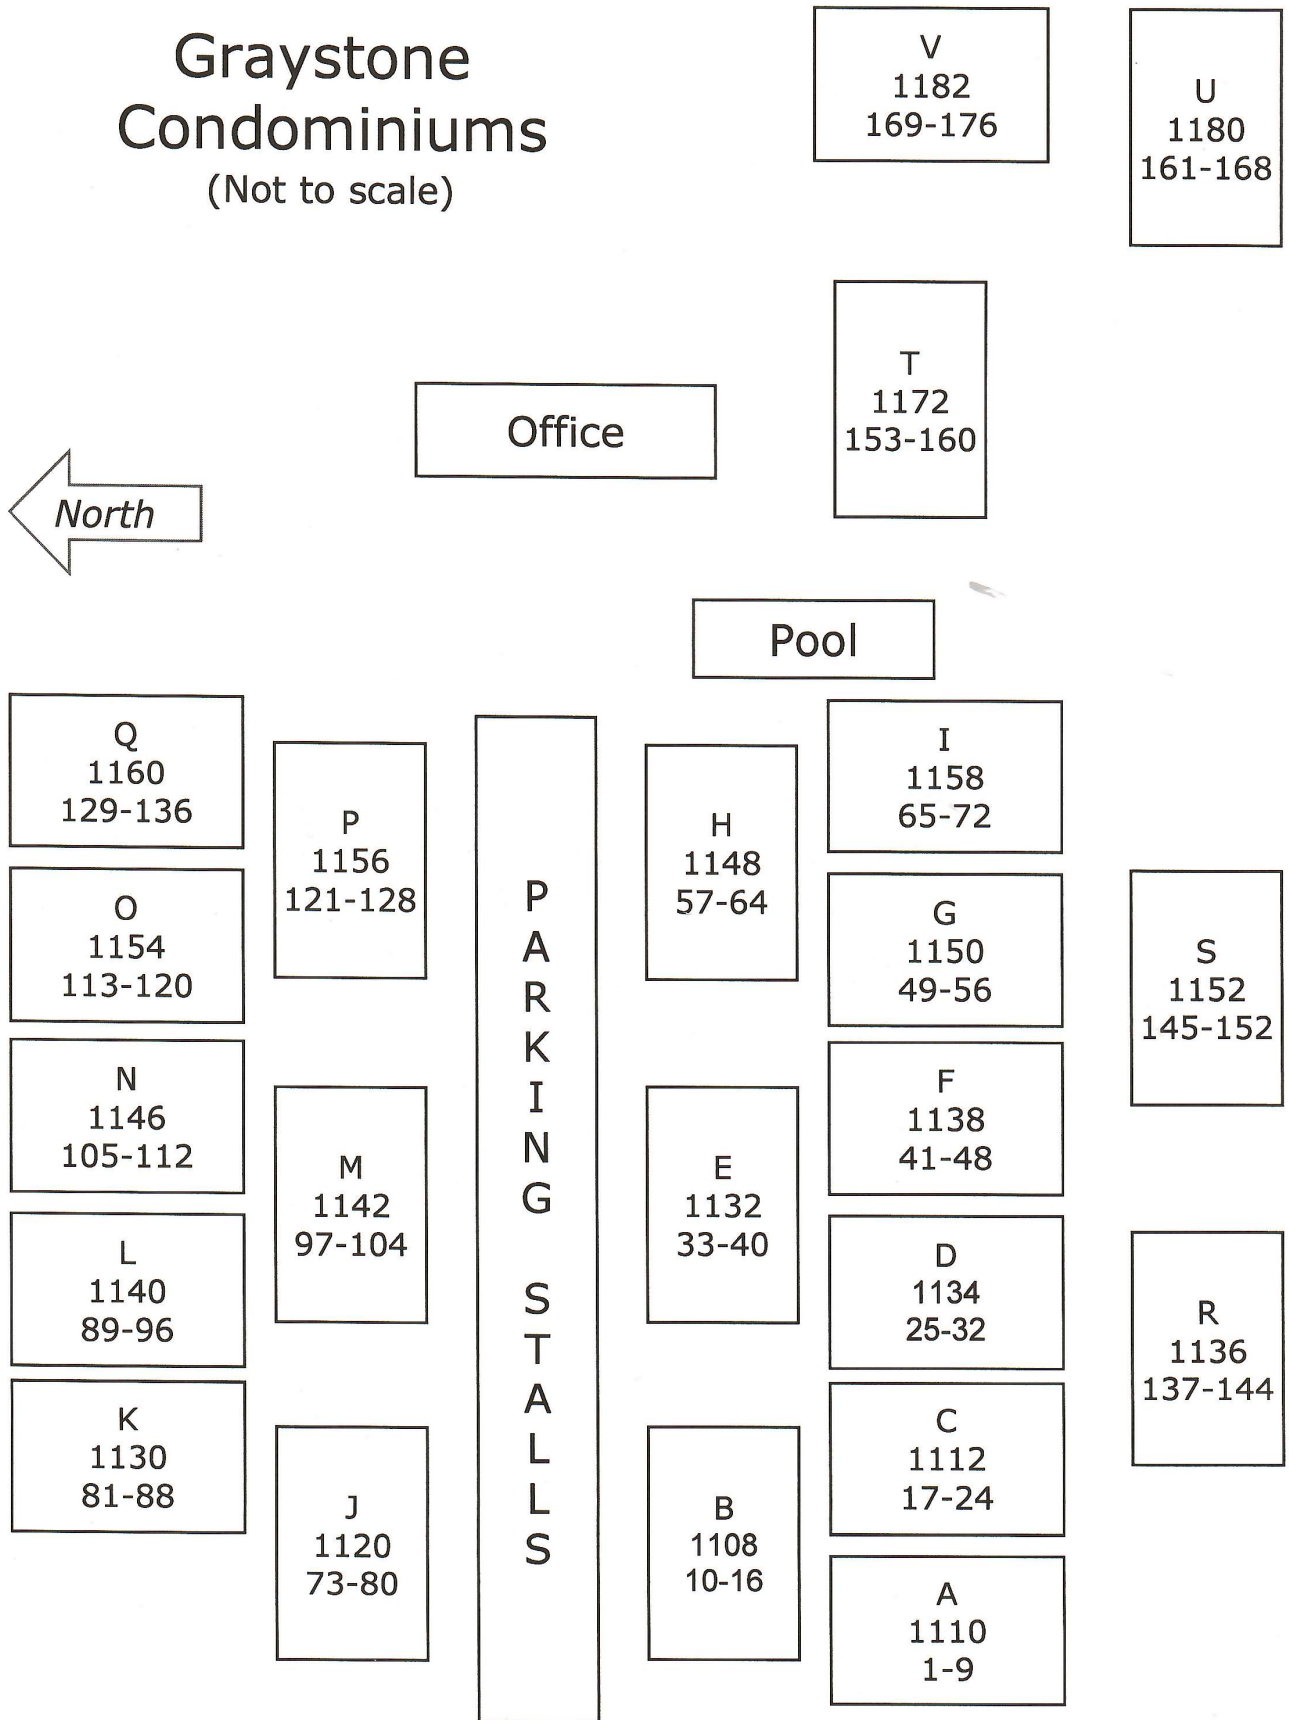 Graystone
Condominiums
(Not to scale)
V
1182
169-176
U
1180
161-168
T
1172
153-160
Office
North
Pool
Q
1160
129-136
P
1156
121-128
O
1154
113-120
N
1146
105-112
M
1142
97-104
L
1140
89-96
K
1130
81-88
J
1120
73-80
PARKING STALLS
H
1148
57-64
I
1158
65-72
G
1150
49-56
F
1138
41-48
E
1132
33-40
D
1134
25-32
C
1112
17-24
B
1108
10-16
A
1110
1-9
S
1152
145-152
R
1136
137-144